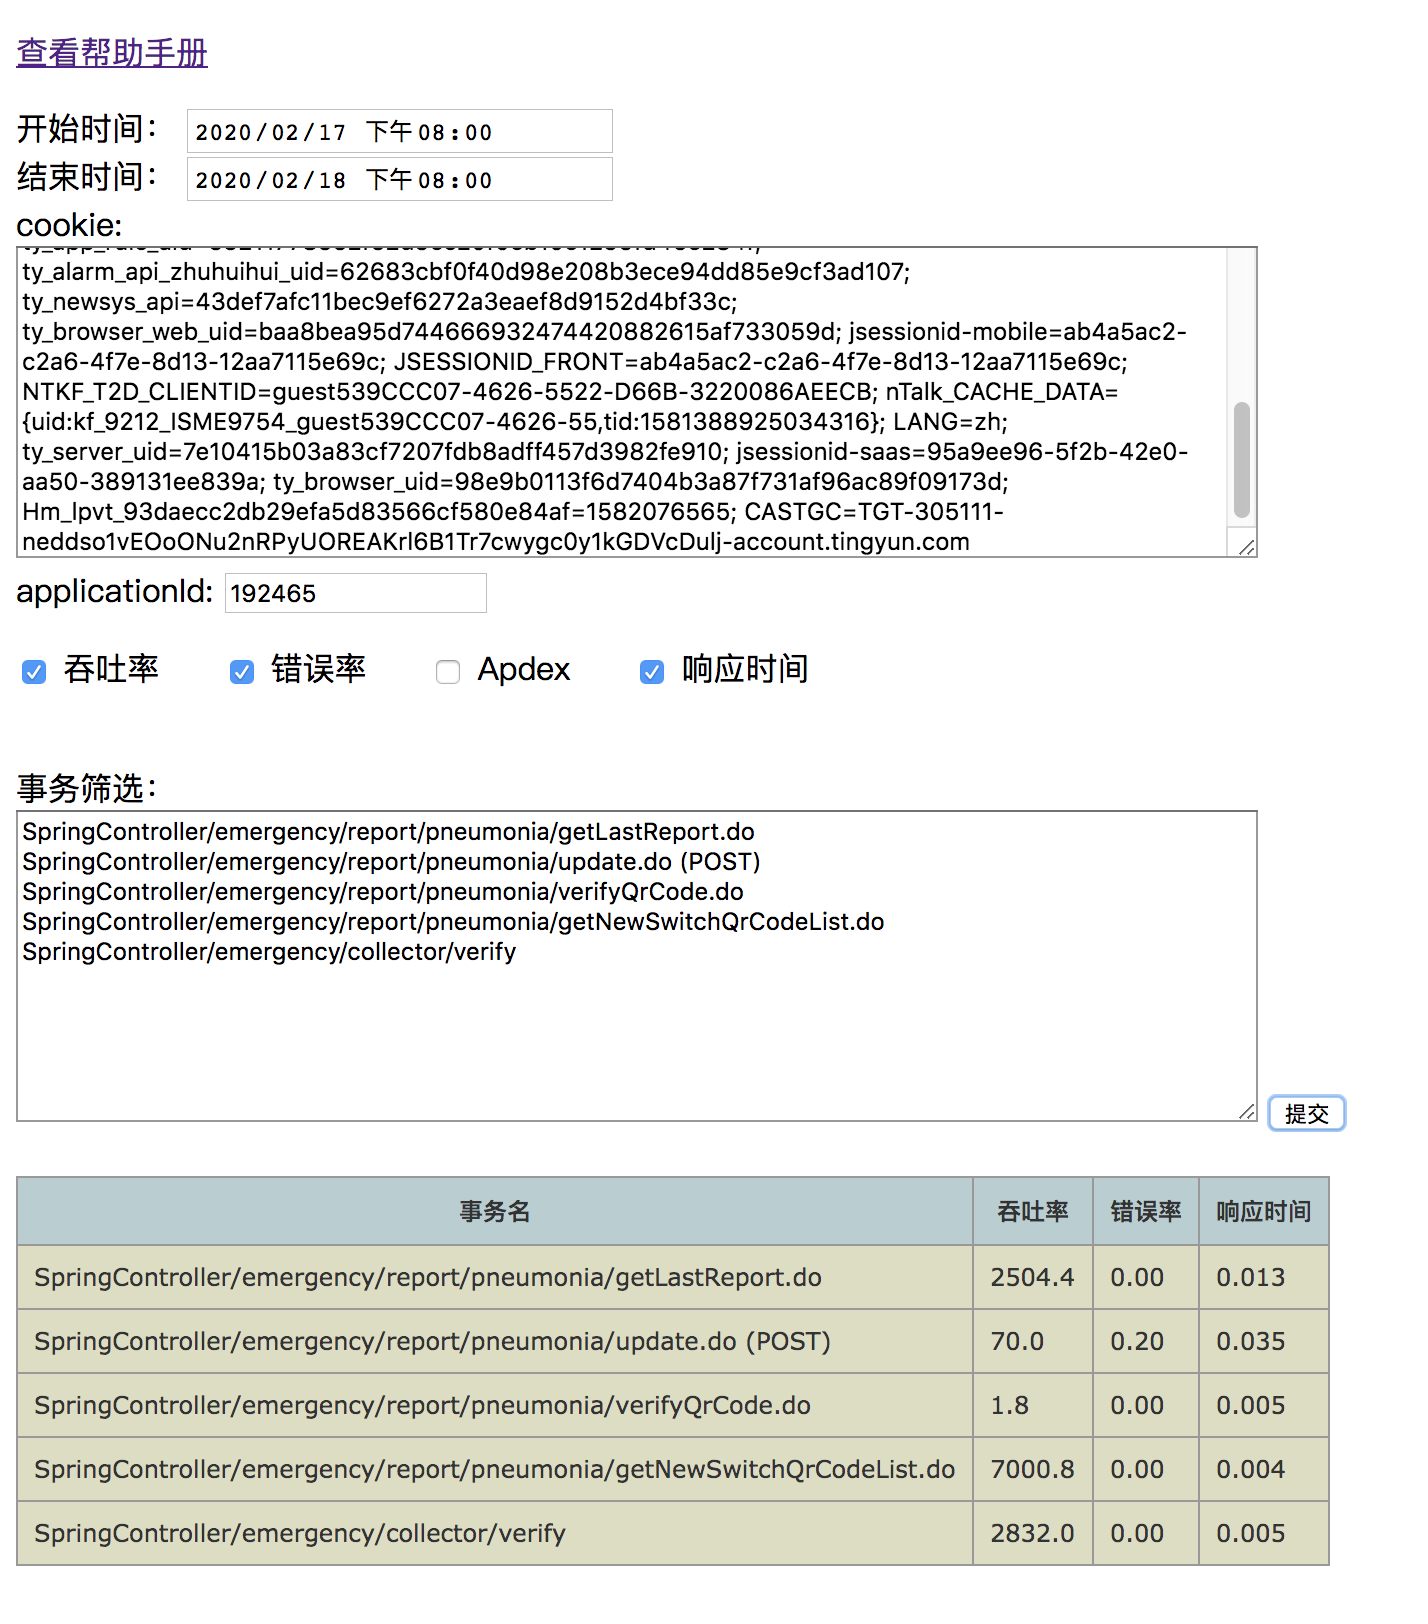 查看帮助手册
开始时间： 2020/02/17 下午08:00
结束时间： 2020/02/18 下午08:00
cookie:
ty_alarm_api_zhuhuihui_uid=62683cbf0f40d98e208b3ece94dd85e9cf3ad107;
ty_newsys_api=43def7afc11bec9ef6272a3eaef8d9152d4bf33c;
ty_browser_web_uid=baa8bea95d744666932474420882615af733059d; jsessionid-mobile=ab4a5ac2-
c2a6-4f7e-8d13-12aa7115e69c; JSESSIONID_FRONT=ab4a5ac2-c2a6-4f7e-8d13-12aa7115e69c;
NTKF_T2D_CLIENTID=guest539CCC07-4626-5522-D66B-3220086AEECB; nTalk_CACHE_DATA=
{uid:kf_9212_ISME9754_guest539CCC07-4626-55,tid:1581388925034316}; LANG=zh;
ty_server_uid=7e10415b03a83cf7207fdb8adff457d3982fe910; jsessionid-saas=95a9ee96-5f2b-42e0-
aa50-389131ee839a; ty_browser_uid=98e9b0113f6d7404b3a87f731af96ac89f09173d;
Hm_lpvt_93daecc2db29efa5d83566cf580e84af=1582076565; CASTGC=TGT-305111-
neddso1vEOoONu2nRPyUOREAKrl6B1Tr7cwygc0y1kGDVcDulj-account.tingyun.com
applicationId: 192465
吞吐率 错误率 Apdex 响应时间
事务筛选：
SpringController/emergency/report/pneumonia/getLastReport.do
SpringController/emergency/report/pneumonia/update.do (POST)
SpringController/emergency/report/pneumonia/verifyQrCode.do
SpringController/emergency/report/pneumonia/getNewSwitchQrCodeList.do
SpringController/emergency/collector/verify
提交
事务名 吞吐率 错误率 响应时间
SpringController/emergency/report/pneumonia/getLastReport.do 2504.4 0.00 0.013
SpringController/emergency/report/pneumonia/update.do (POST) 70.0 0.20 0.035
SpringController/emergency/report/pneumonia/verifyQrCode.do 1.8 0.00 0.005
SpringController/emergency/report/pneumonia/getNewSwitchQrCodeList.do 7000.8 0.00 0.004
SpringController/emergency/collector/verify 2832.0 0.00 0.005